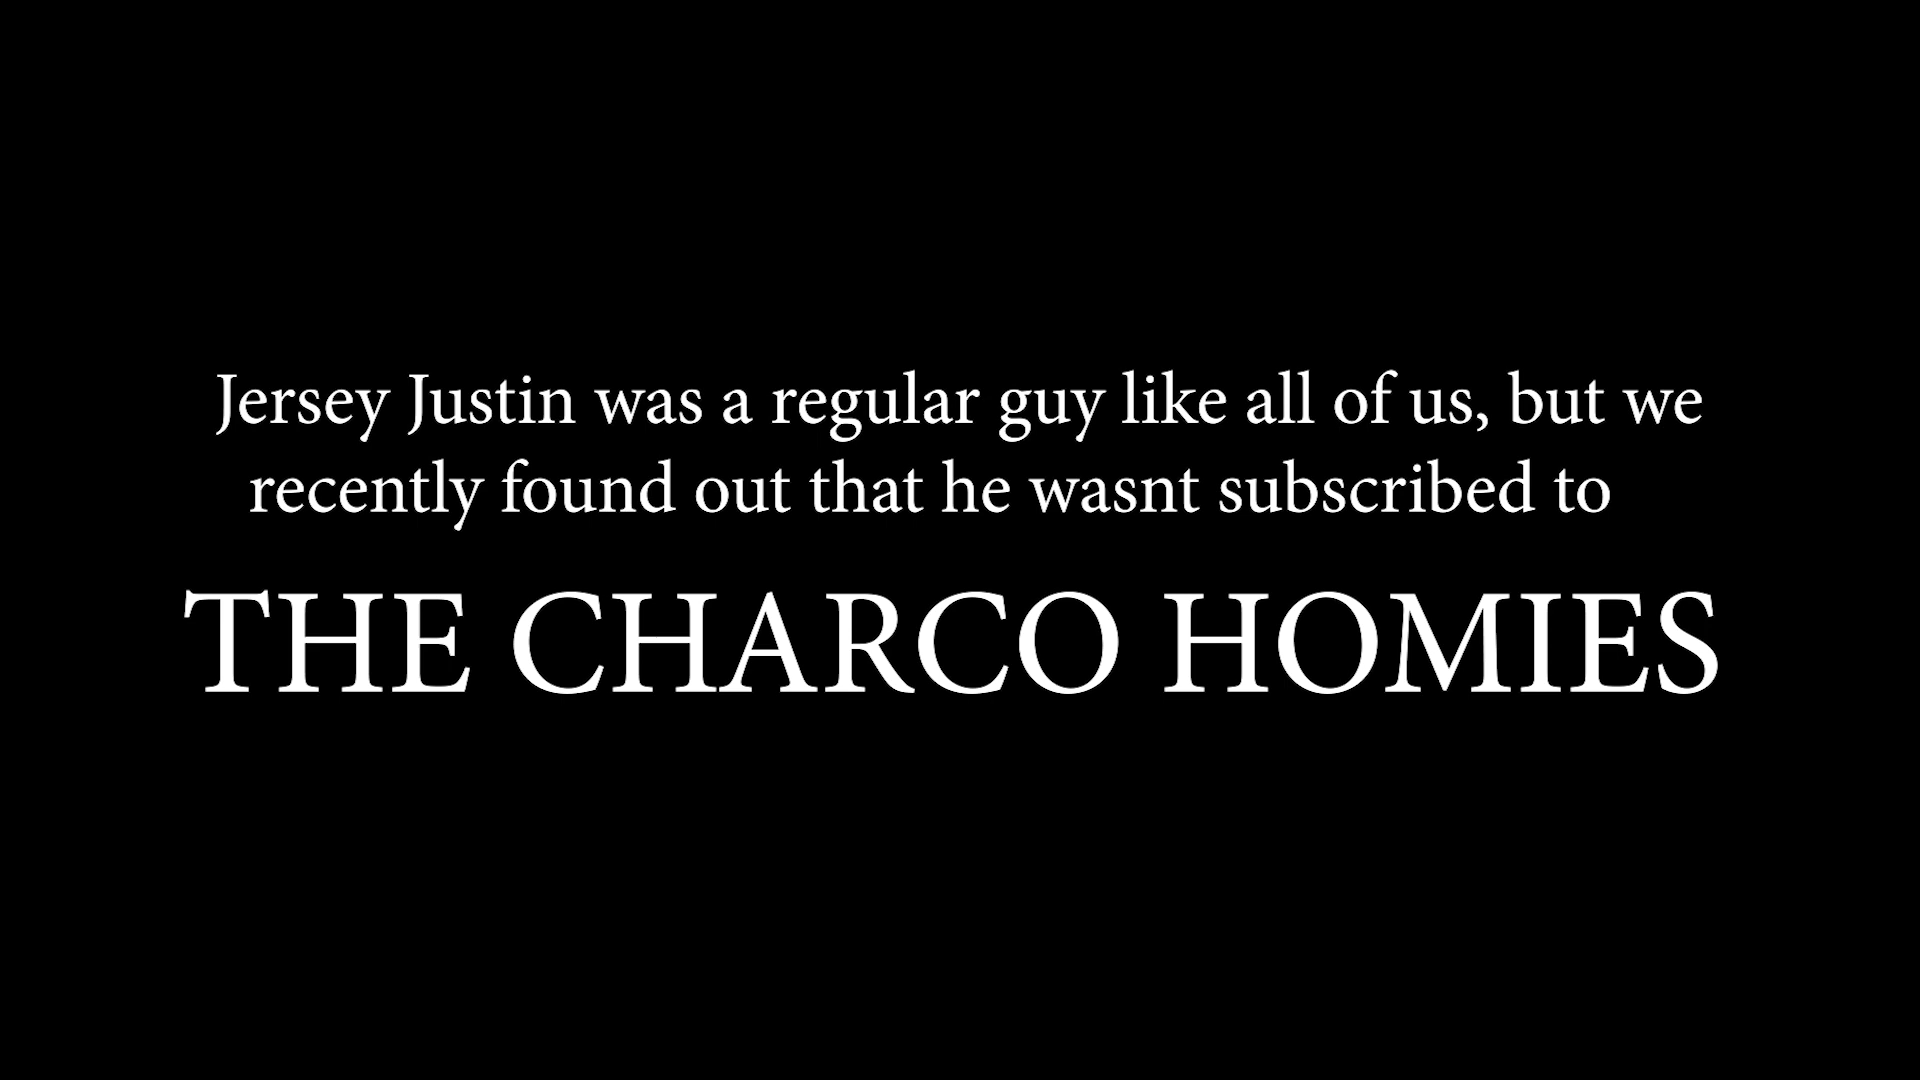 Jersey Justin was a regular guy like all of us, but we
recently found out that he wasnt subscribed to
THE CHARCO HOMIES